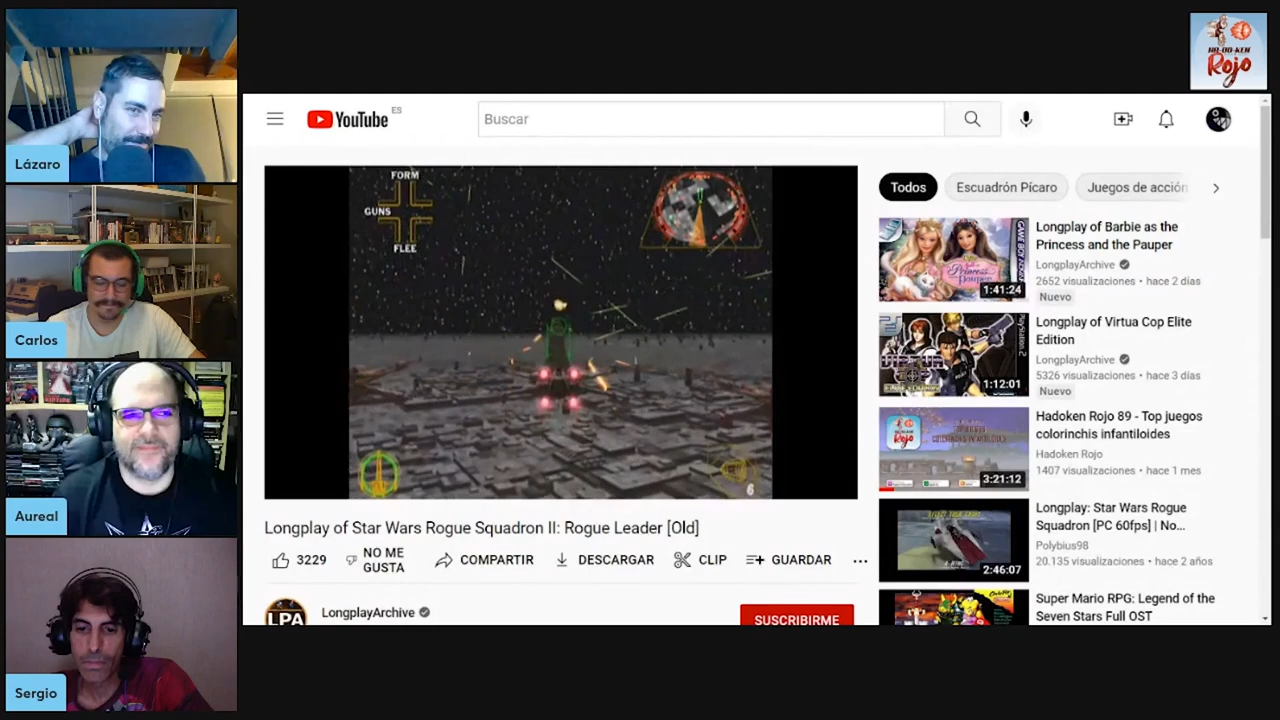 Lázaro
Carlos
Aureal
Sergio
HA-DO-KEN
Rojo
YouTube ES
Buscar
FORM
GUNS
FLEE
6
Longplay of Star Wars Rogue Squadron II: Rogue Leader [Old]
3229
NO ME GUSTA
COMPARTIR
DESCARGAR
CLIP
GUARDAR
LPA
LongplayArchive
SUSCRIBIRME
Todos
Escuadrón Pícaro
Juegos de acción
1:41:24
Longplay of Barbie as the
Princess and the Pauper
LongplayArchive
2652 visualizaciones • hace 2 días
Nuevo
1:12:01
Longplay of Virtua Cop Elite
Edition
LongplayArchive
5326 visualizaciones • hace 3 días
Nuevo
Rojo
3:21:12
Hadoken Rojo 89 - Top juegos
colorinchis infantiloides
Hadoken Rojo
1407 visualizaciones • hace 1 mes
2:46:07
Longplay: Star Wars Rogue
Squadron [PC 60fps] | No...
Polybius98
20.135 visualizaciones • hace 2 años
Super Mario RPG: Legend of the
Seven Stars Full OST